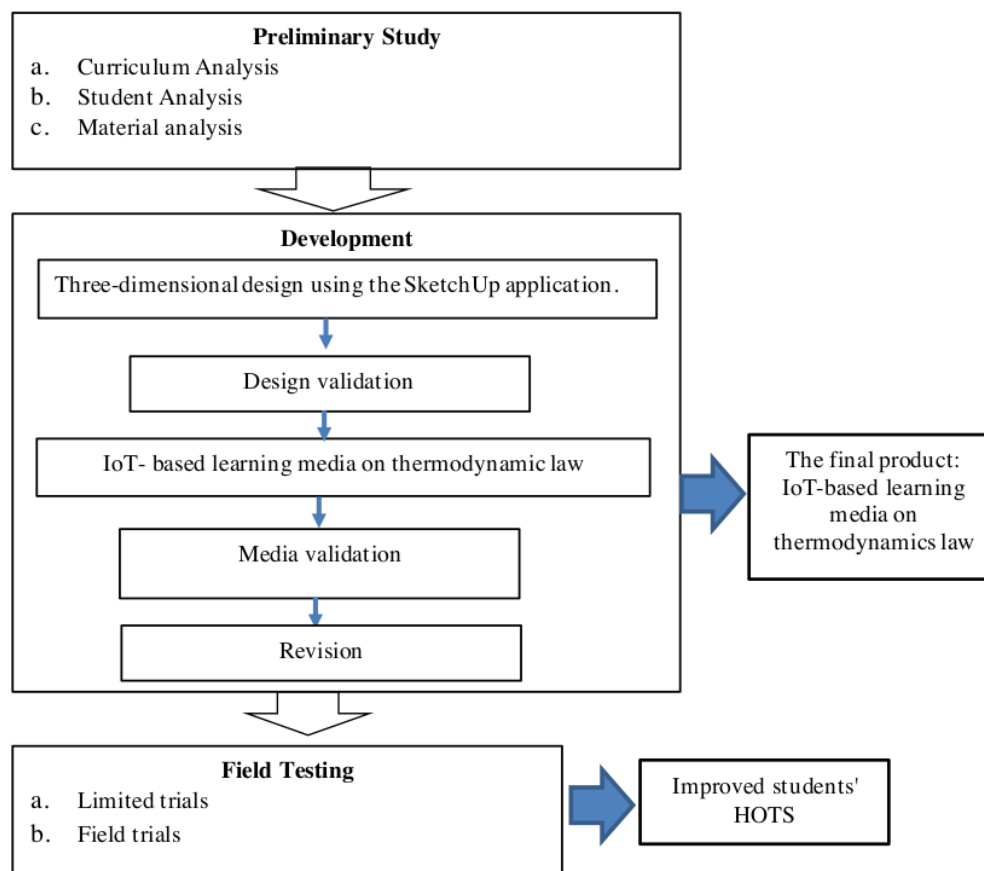 Preliminary Study
a. Curriculum Analysis
b. Student Analysis
c. Material analysis
Development
Three-dimensional design using the SketchUp application.
Design validation
IoT- based learning media on thermodynamic law
Media validation
Revision
The final product:
IoT-based learning
media on
thermodynamics law
Field Testing
a. Limited trials
b. Field trials
Improved students'
HOTS